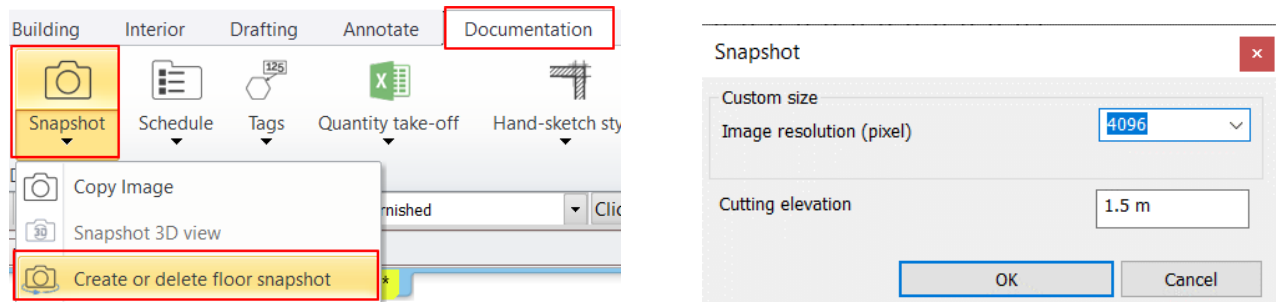 Building Interior Drafting Annotate Documentation
125
Snapshot Schedule Tags Quantity take-off Hand-sketch sty
Copy Image
rnished Clic
3D Snapshot 3D view
Create or delete floor snapshot *
Snapshot
Custom size
Image resolution (pixel) 4096
Cutting elevation 1.5 m
OK Cancel